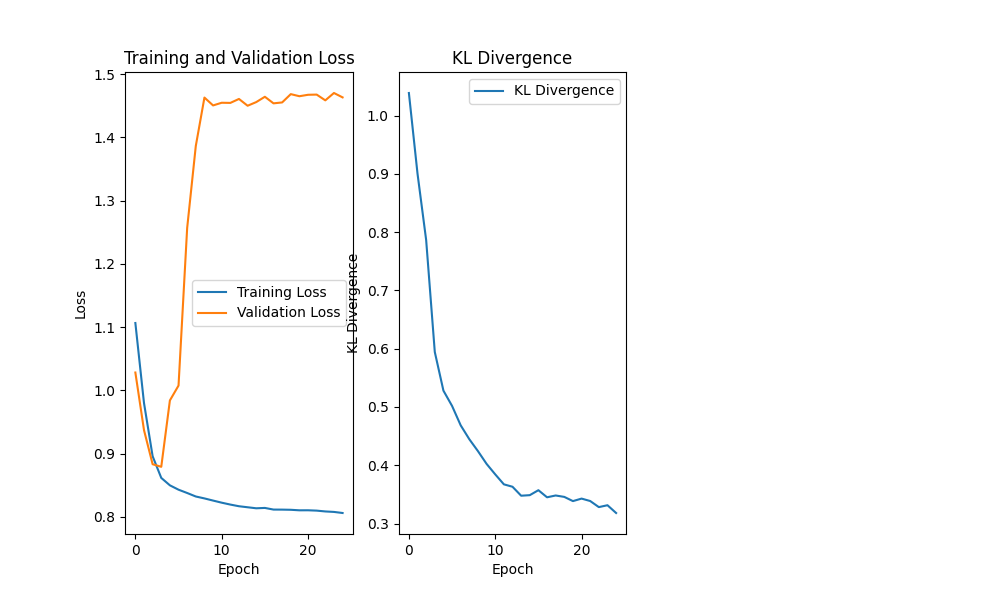 Training and Validation Loss
1.5
1.4
1.3
1.2
1.1
1.0
0.9
0.8
Loss
Training Loss
Validation Loss
0
10
20
Epoch
KL Divergence
KL Divergence
1.0
0.9
0.8
0.7
0.6
0.5
0.4
0.3
KL Divergence
0
10
20
Epoch